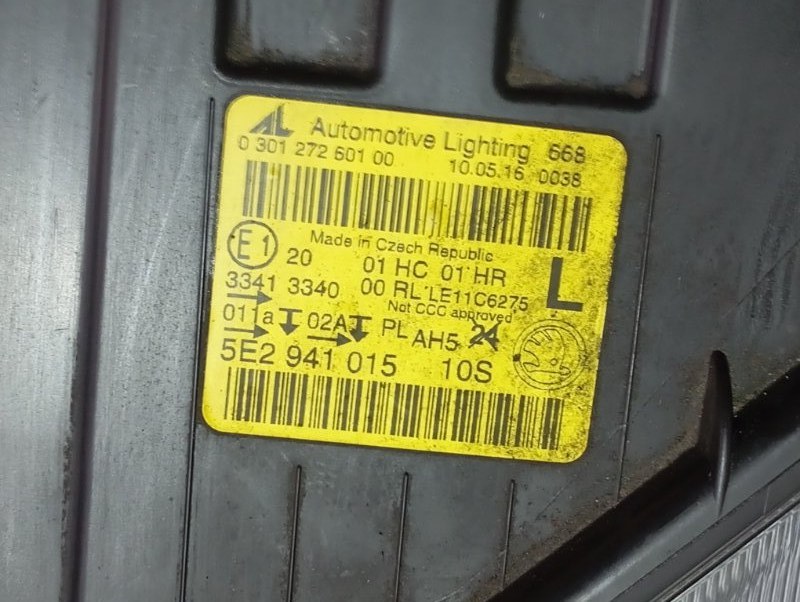 AL Automotive Lighting 668
0 301 272 601 00 10.05.16 0038
Made in Czech Republic
E1 20 01 HC 01 HR L
3341 3340 00 RL LE11C6275
Not CCC approved
011a 02A PL AH5 24
5E2 941 015 10S